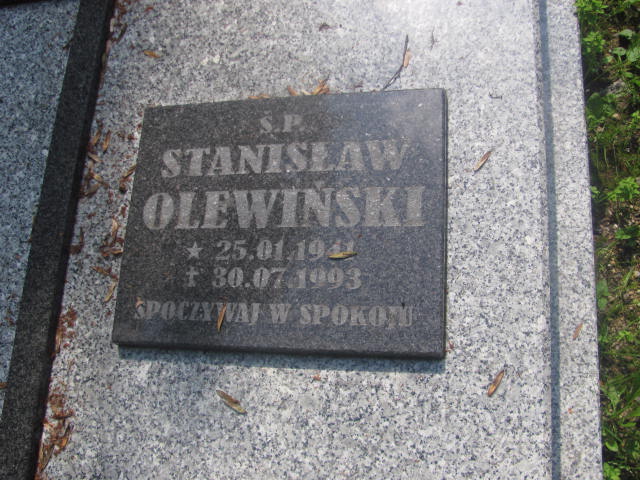 Ś.P.
STANISŁAW
OLEWIŃSKI
★ 25.01.1941
✝ 30.07.1993
SPOCZYWAJ W SPOKOJU